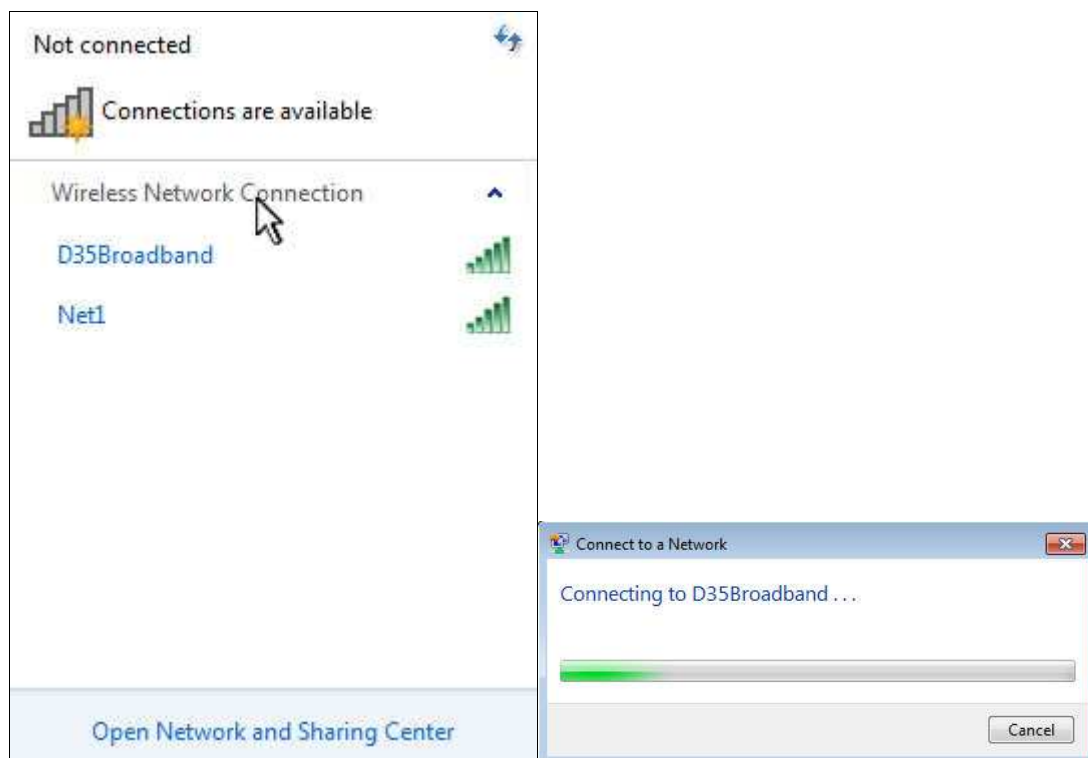 Not connected
Connections are available
Wireless Network Connection
D35Broadband
Net1
Open Network and Sharing Center
Connect to a Network
Connecting to D35Broadband . . .
Cancel